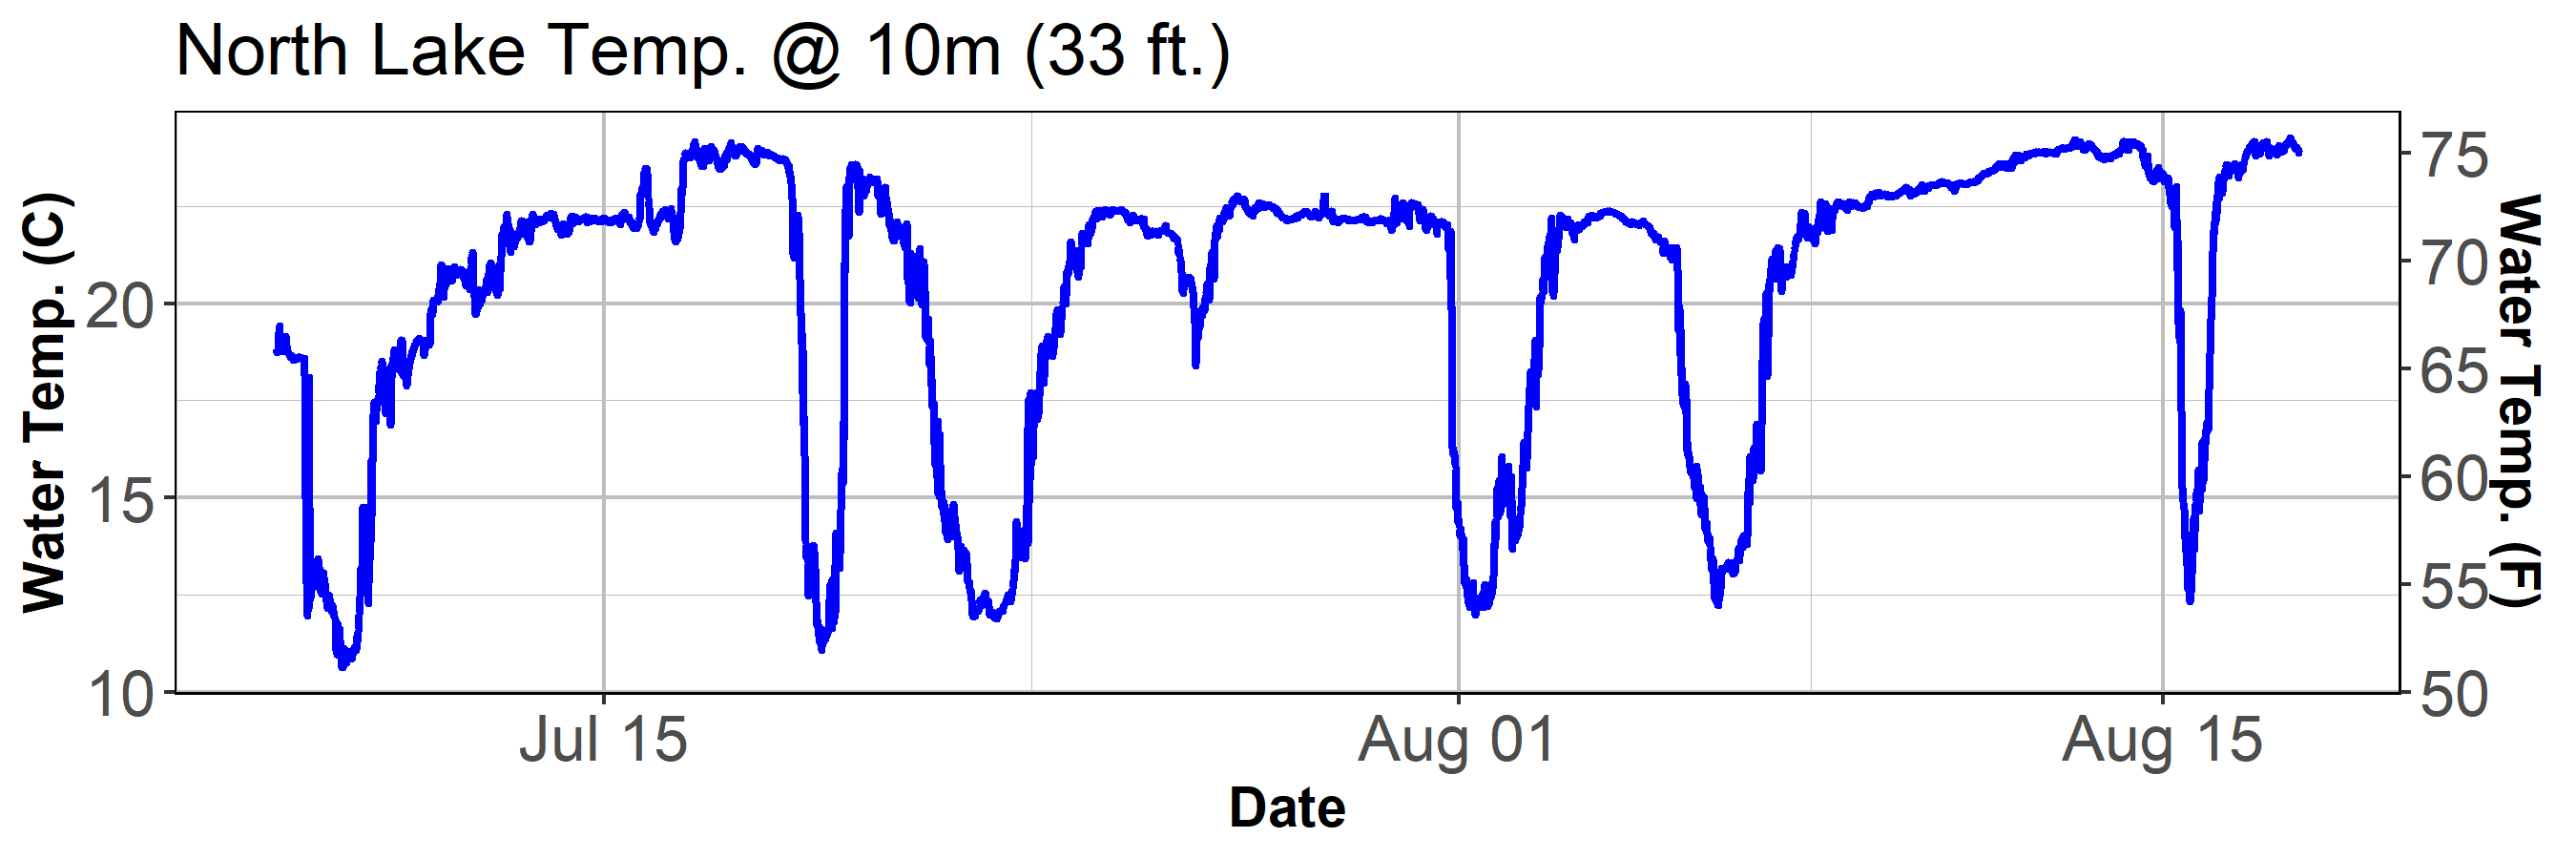 North Lake Temp. @ 10m (33 ft.)
Water Temp. (C)
20
15
10
75
70
65
60
55
50
Water Temp. (F)
Jul 15
Aug 01
Aug 15
Date